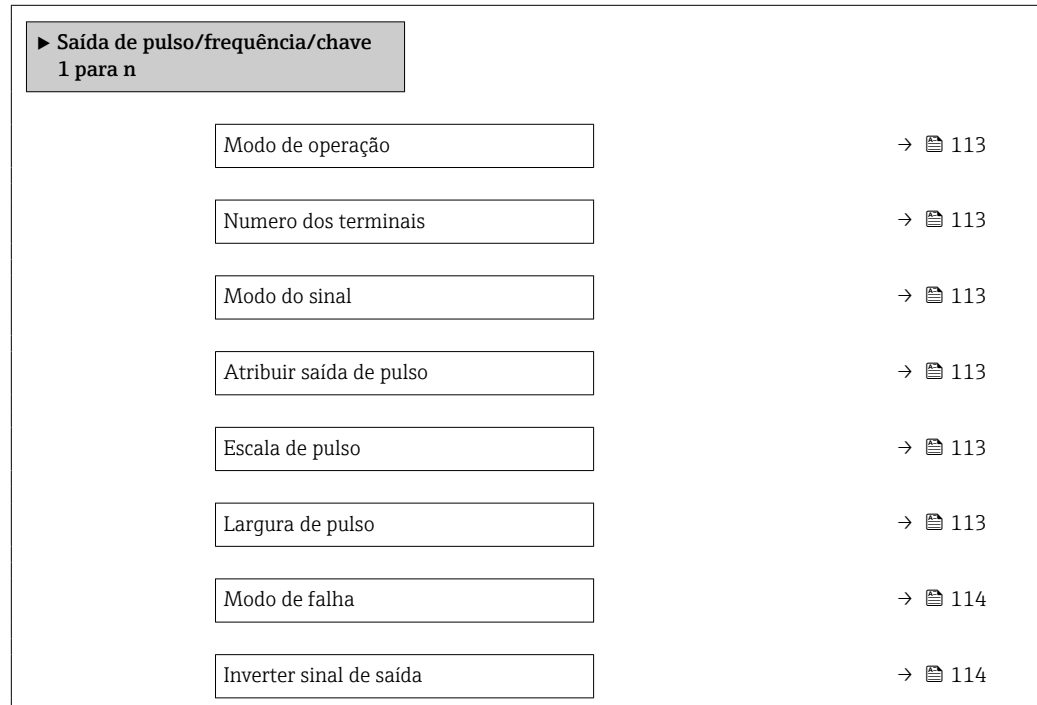 ▶ Saída de pulso/frequência/chave
1 para n
Modo de operação → 113
Numero dos terminais → 113
Modo do sinal → 113
Atribuir saída de pulso → 113
Escala de pulso → 113
Largura de pulso → 113
Modo de falha → 114
Inverter sinal de saída → 114